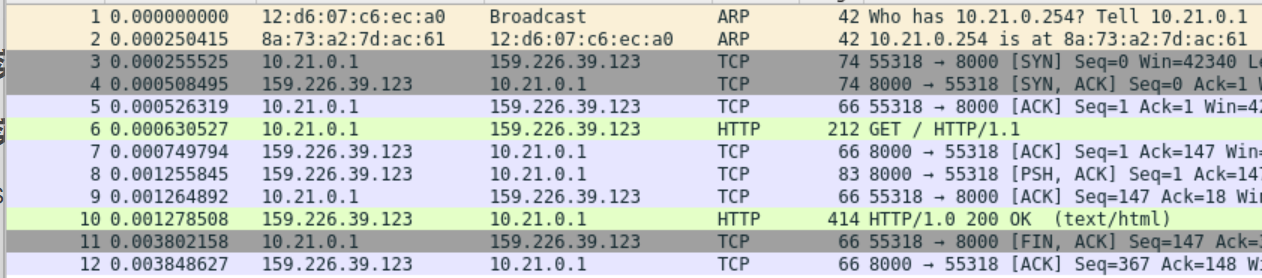 1 0.000000000 12:d6:07:c6:ec:a0 Broadcast ARP 42 Who has 10.21.0.254? Tell 10.21.0.1
2 0.000250415 8a:73:a2:7d:ac:61 12:d6:07:c6:ec:a0 ARP 42 10.21.0.254 is at 8a:73:a2:7d:ac:61
3 0.000255525 10.21.0.1 159.226.39.123 TCP 74 55318 → 8000 [SYN] Seq=0 Win=42340
4 0.000508495 159.226.39.123 10.21.0.1 TCP 74 8000 → 55318 [SYN, ACK] Seq=0 Ack=1
5 0.000526319 10.21.0.1 159.226.39.123 TCP 66 55318 → 8000 [ACK] Seq=1 Ack=1 Win=42
6 0.000630527 10.21.0.1 159.226.39.123 HTTP 212 GET / HTTP/1.1
7 0.000749794 159.226.39.123 10.21.0.1 TCP 66 8000 → 55318 [ACK] Seq=1 Ack=147 Win=
8 0.001255845 159.226.39.123 10.21.0.1 TCP 83 8000 → 55318 [PSH, ACK] Seq=1 Ack=147
9 0.001264892 10.21.0.1 159.226.39.123 TCP 66 55318 → 8000 [ACK] Seq=147 Ack=18
10 0.001278508 159.226.39.123 10.21.0.1 HTTP 414 HTTP/1.0 200 OK (text/html)
11 0.003802158 10.21.0.1 159.226.39.123 TCP 66 55318 → 8000 [FIN, ACK] Seq=147
12 0.003848627 159.226.39.123 10.21.0.1 TCP 66 8000 → 55318 [ACK] Seq=367 Ack=148